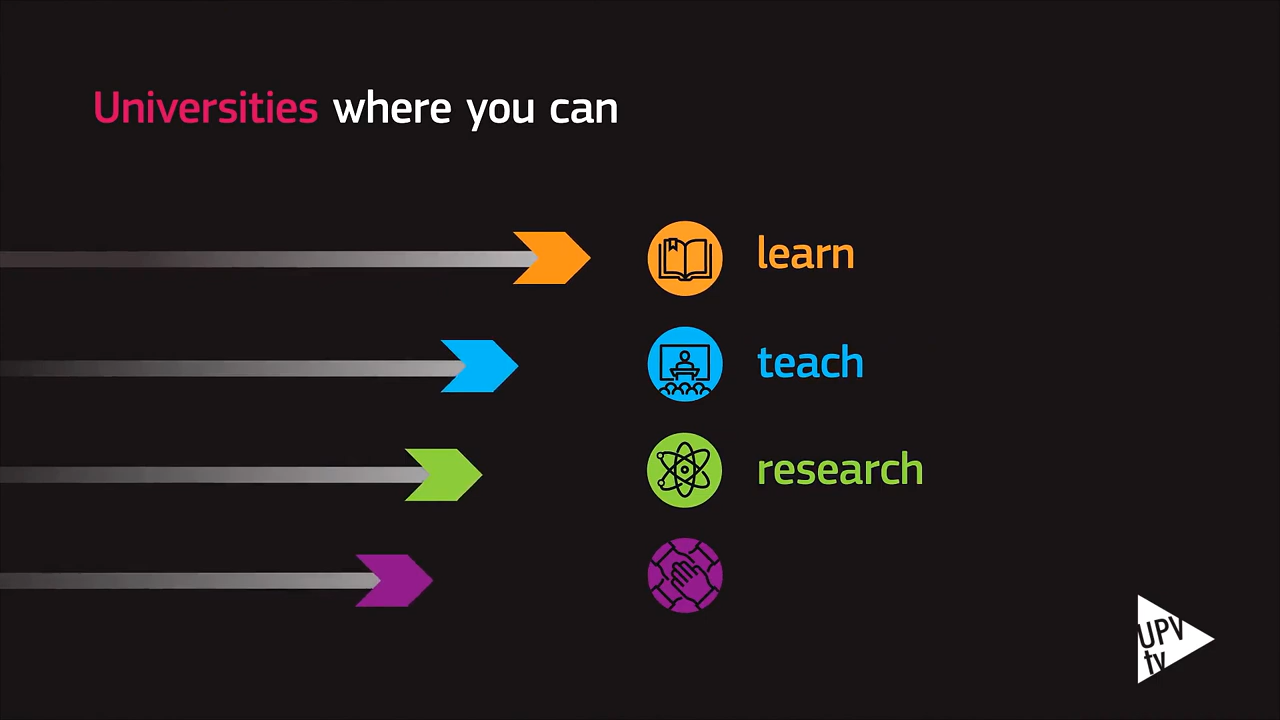 Universities where you can
learn
teach
research
UPV
tv